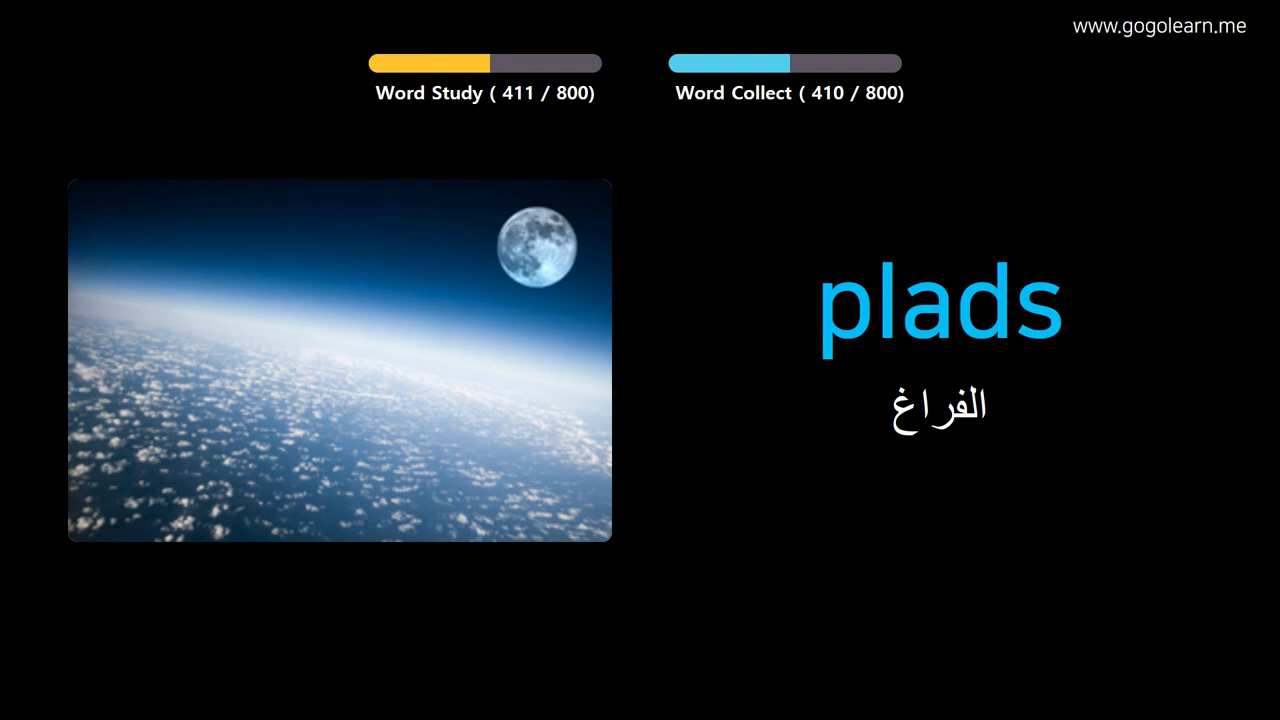 www.gogolearn.me
Word Study ( 411 / 800)
Word Collect ( 410 / 800)
plads
الفراغ